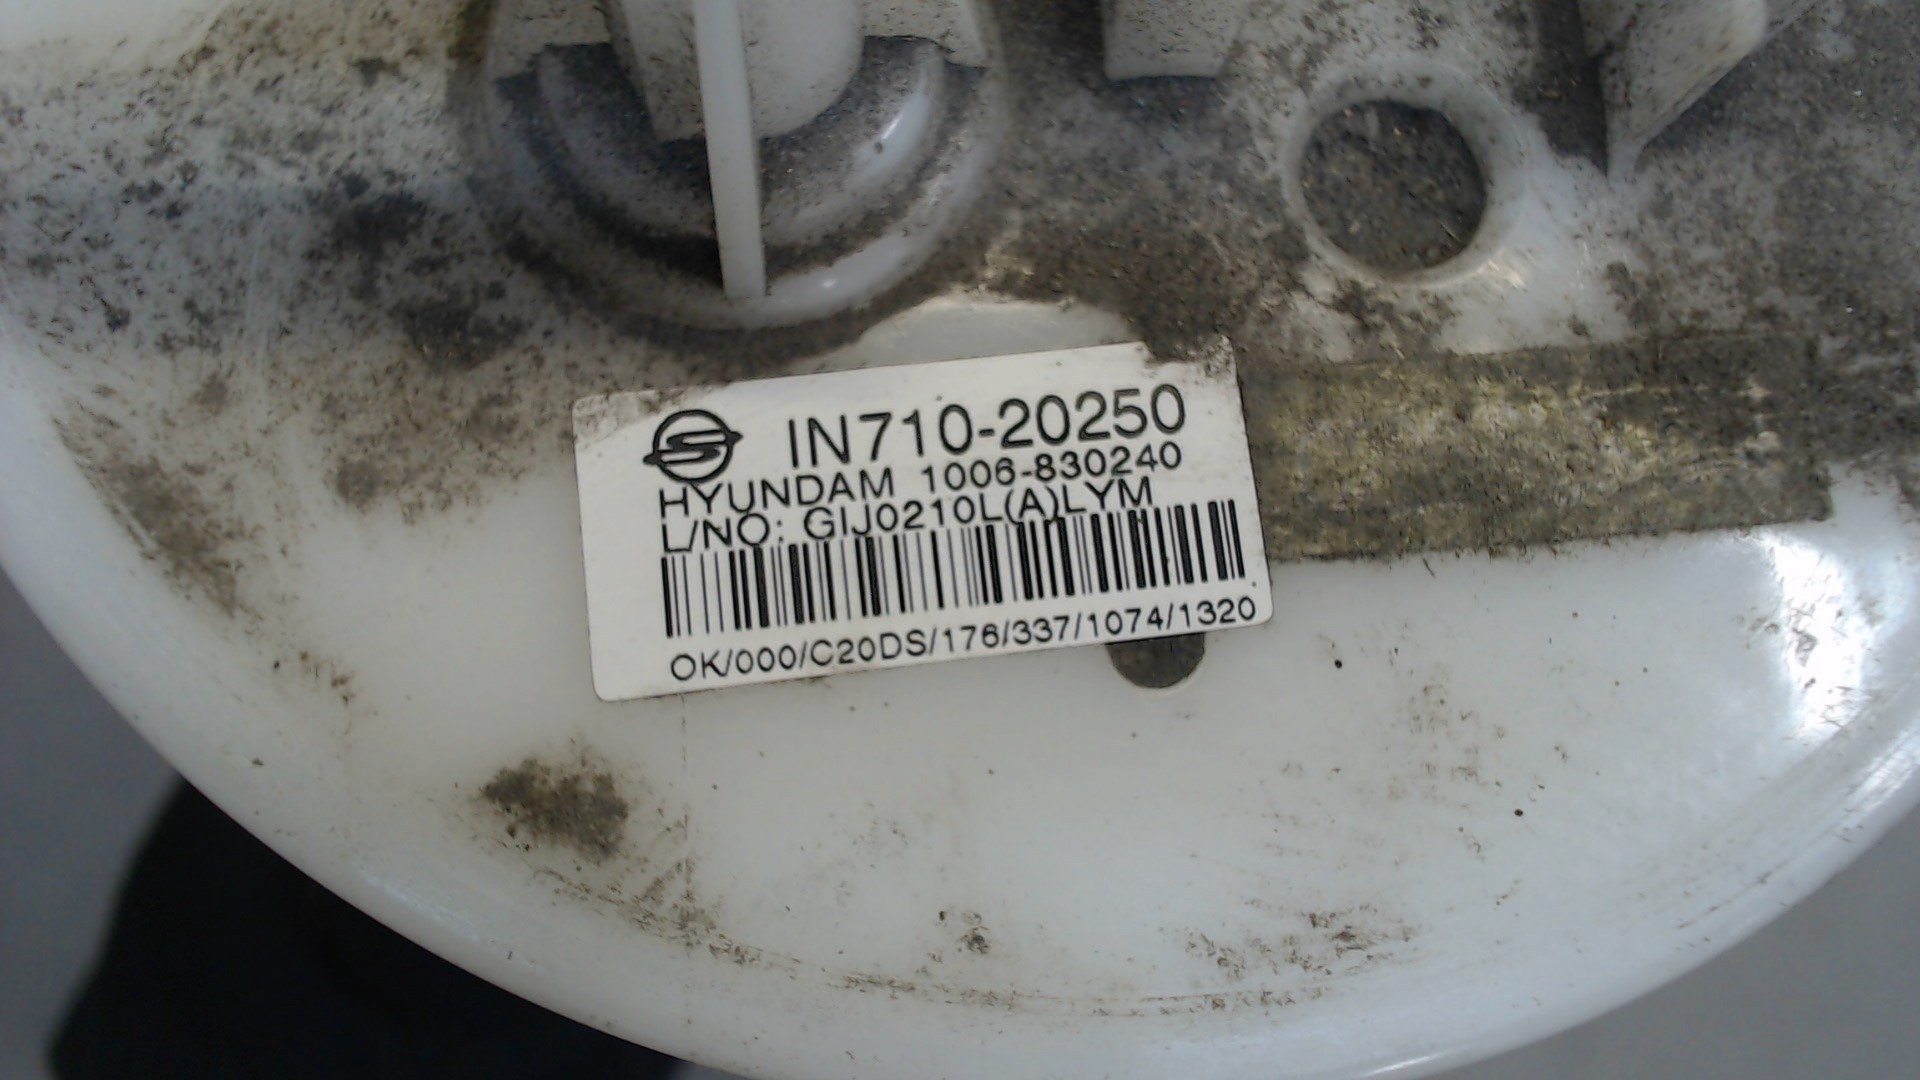 IN710-20250
HYUNDAM 1006-830240
L/NO: GIJ0210L(A)LYM
OK/000/C20DS/176/337/1074/1320